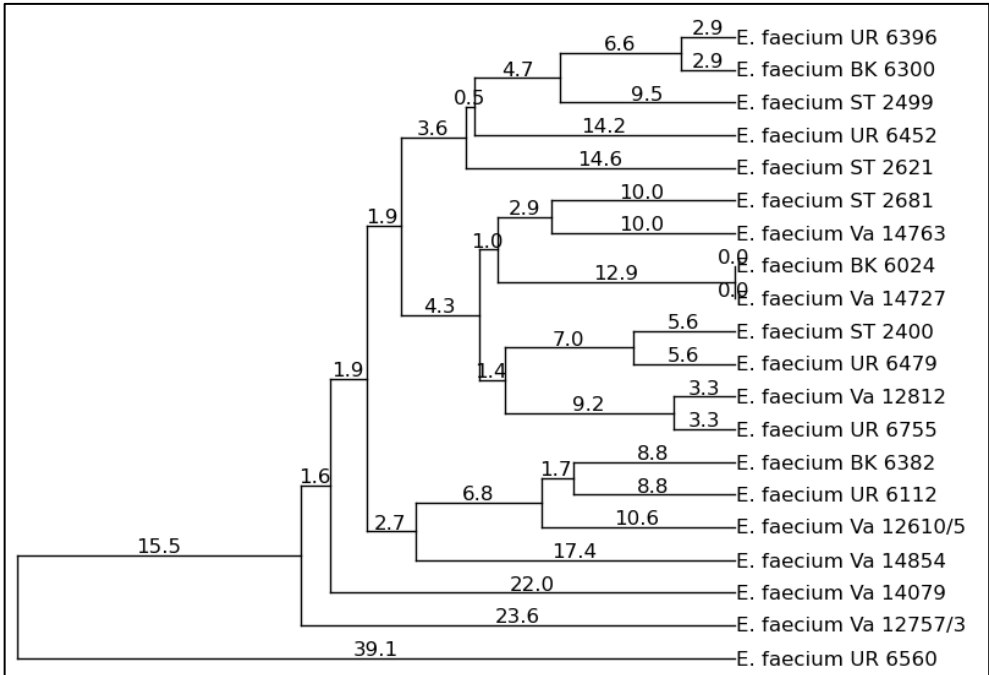 2.9
E. faecium UR 6396
6.6
2.9
E. faecium BK 6300
4.7
9.5
E. faecium ST 2499
0.5
14.2
E. faecium UR 6452
3.6
14.6
E. faecium ST 2621
10.0
E. faecium ST 2681
2.9
1.9
10.0
E. faecium Va 14763
1.0
0.0
E. faecium BK 6024
12.9
0.0
E. faecium Va 14727
4.3
5.6
E. faecium ST 2400
7.0
5.6
E. faecium UR 6479
1.9
1.4
3.3
E. faecium Va 12812
9.2
3.3
E. faecium UR 6755
8.8
E. faecium BK 6382
1.7
1.6
8.8
E. faecium UR 6112
6.8
10.6
E. faecium Va 12610/5
2.7
15.5
17.4
E. faecium Va 14854
22.0
E. faecium Va 14079
23.6
E. faecium Va 12757/3
39.1
E. faecium UR 6560